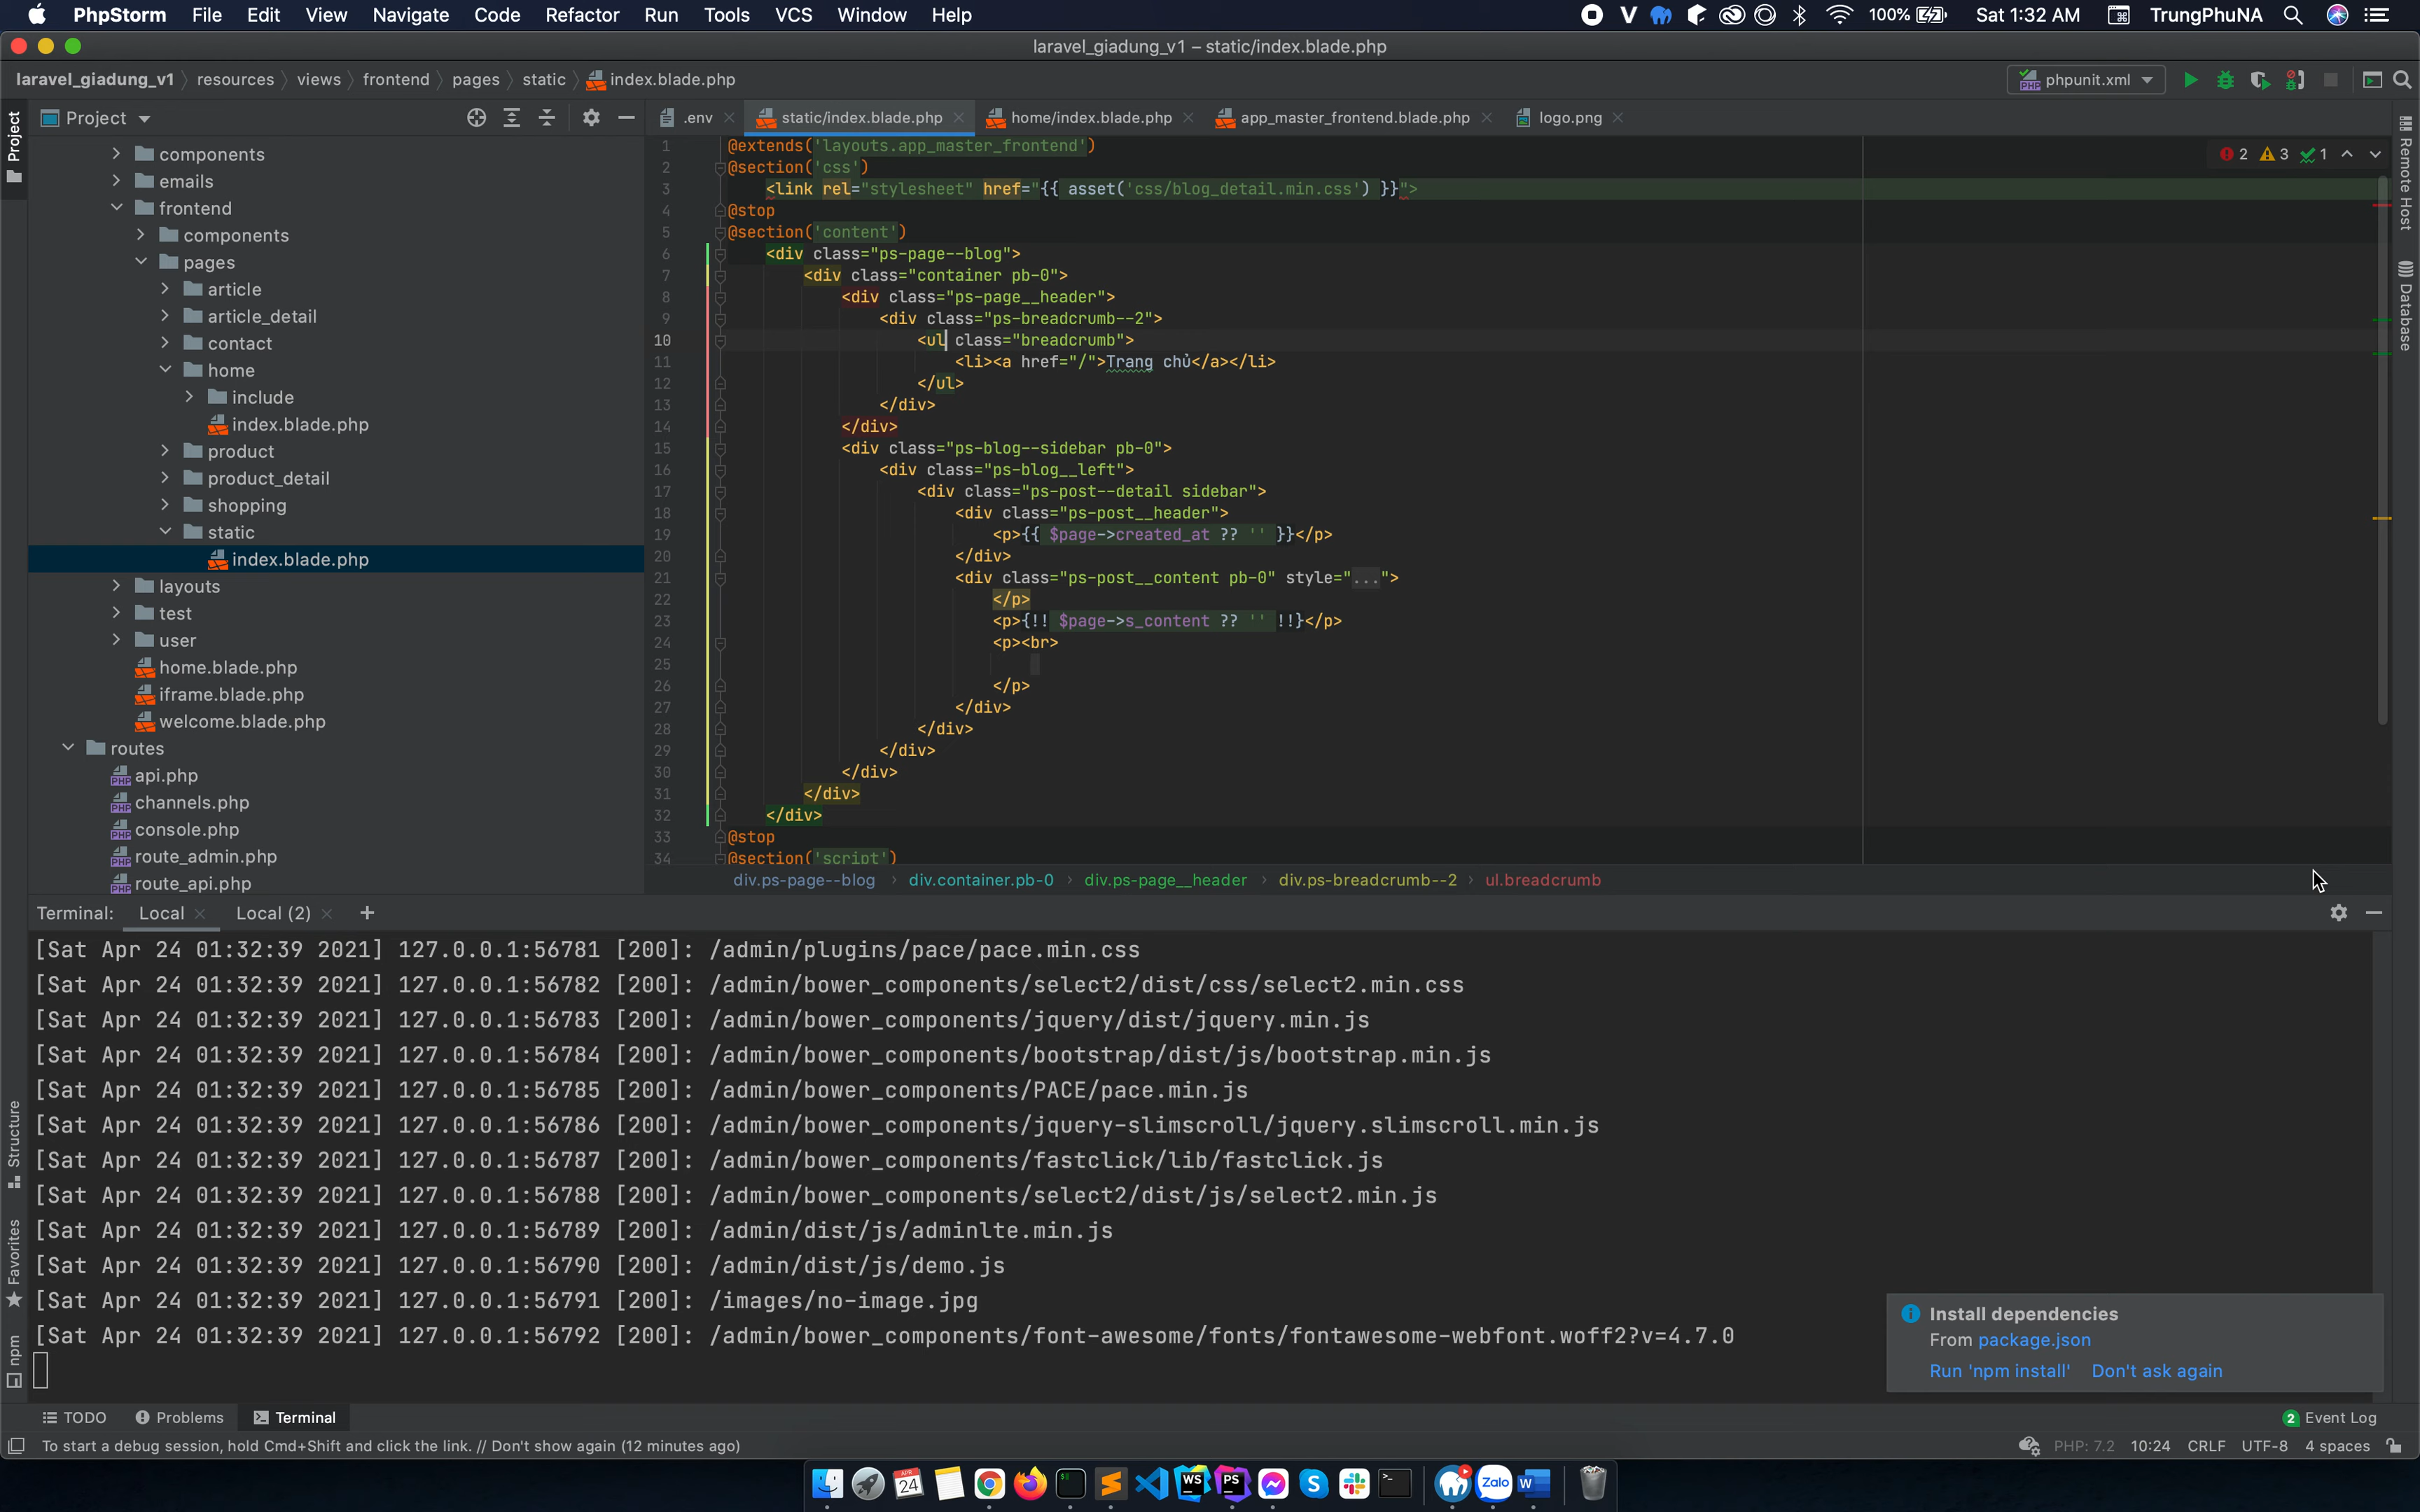 PhpStorm File Edit View Navigate Code Refactor Run Tools VCS Window Help
100% Sat 1:32 AM TrungPhuNA
laravel_giadung_v1 – static/index.blade.php
laravel_giadung_v1 resources views frontend pages static index.blade.php
phpunit.xml
Project
Project
.env static/index.blade.php home/index.blade.php app_master_frontend.blade.php logo.png
components
emails
frontend
components
pages
article
article_detail
contact
home
include
index.blade.php
product
product_detail
shopping
static
index.blade.php
layouts
test
user
home.blade.php
iframe.blade.php
welcome.blade.php
routes
api.php
channels.php
console.php
route_admin.php
route_api.php
2 3 1
1 @extends('layouts.app_master_frontend')
2 @section('css')
3 <link rel="stylesheet" href="{{ asset('css/blog_detail.min.css') }}">
4 @stop
5 @section('content')
6 <div class="ps-page--blog">
7 <div class="container pb-0">
8 <div class="ps-page__header">
9 <div class="ps-breadcrumb--2">
10 <ul class="breadcrumb">
11 <li><a href="/">Trang chủ</a></li>
12 </ul>
13 </div>
14 </div>
15 <div class="ps-blog--sidebar pb-0">
16 <div class="ps-blog__left">
17 <div class="ps-post--detail sidebar">
18 <div class="ps-post__header">
19 <p>{{ $page->created_at ?? '' }}</p>
20 </div>
21 <div class="ps-post__content pb-0" style="...">
22 </p>
23 <p>{!! $page->s_content ?? '' !!}</p>
24 <p><br>
25
26 </p>
27 </div>
28 </div>
29 </div>
30 </div>
31 </div>
32 </div>
33 @stop
34 @section('script')
div.ps-page--blog div.container.pb-0 div.ps-page__header div.ps-breadcrumb--2 ul.breadcrumb
Remote Host
Database
Structure
Favorites
npm
Terminal: Local Local (2)
[Sat Apr 24 01:32:39 2021] 127.0.0.1:56781 [200]: /admin/plugins/pace/pace.min.css
[Sat Apr 24 01:32:39 2021] 127.0.0.1:56782 [200]: /admin/bower_components/select2/dist/css/select2.min.css
[Sat Apr 24 01:32:39 2021] 127.0.0.1:56783 [200]: /admin/bower_components/jquery/dist/jquery.min.js
[Sat Apr 24 01:32:39 2021] 127.0.0.1:56784 [200]: /admin/bower_components/bootstrap/dist/js/bootstrap.min.js
[Sat Apr 24 01:32:39 2021] 127.0.0.1:56785 [200]: /admin/bower_components/PACE/pace.min.js
[Sat Apr 24 01:32:39 2021] 127.0.0.1:56786 [200]: /admin/bower_components/jquery-slimscroll/jquery.slimscroll.min.js
[Sat Apr 24 01:32:39 2021] 127.0.0.1:56787 [200]: /admin/bower_components/fastclick/lib/fastclick.js
[Sat Apr 24 01:32:39 2021] 127.0.0.1:56788 [200]: /admin/bower_components/select2/dist/js/select2.min.js
[Sat Apr 24 01:32:39 2021] 127.0.0.1:56789 [200]: /admin/dist/js/adminlte.min.js
[Sat Apr 24 01:32:39 2021] 127.0.0.1:56790 [200]: /admin/dist/js/demo.js
[Sat Apr 24 01:32:39 2021] 127.0.0.1:56791 [200]: /images/no-image.jpg
[Sat Apr 24 01:32:39 2021] 127.0.0.1:56792 [200]: /admin/bower_components/font-awesome/fonts/fontawesome-webfont.woff2?v=4.7.0
Install dependencies
From package.json
Run 'npm install' Don't ask again
TODO Problems Terminal
2 Event Log
To start a debug session, hold Cmd+Shift and click the link. // Don't show again (12 minutes ago)
PHP: 7.2 10:24 CRLF UTF-8 4 spaces
APR 24 WS PS S Zalo W